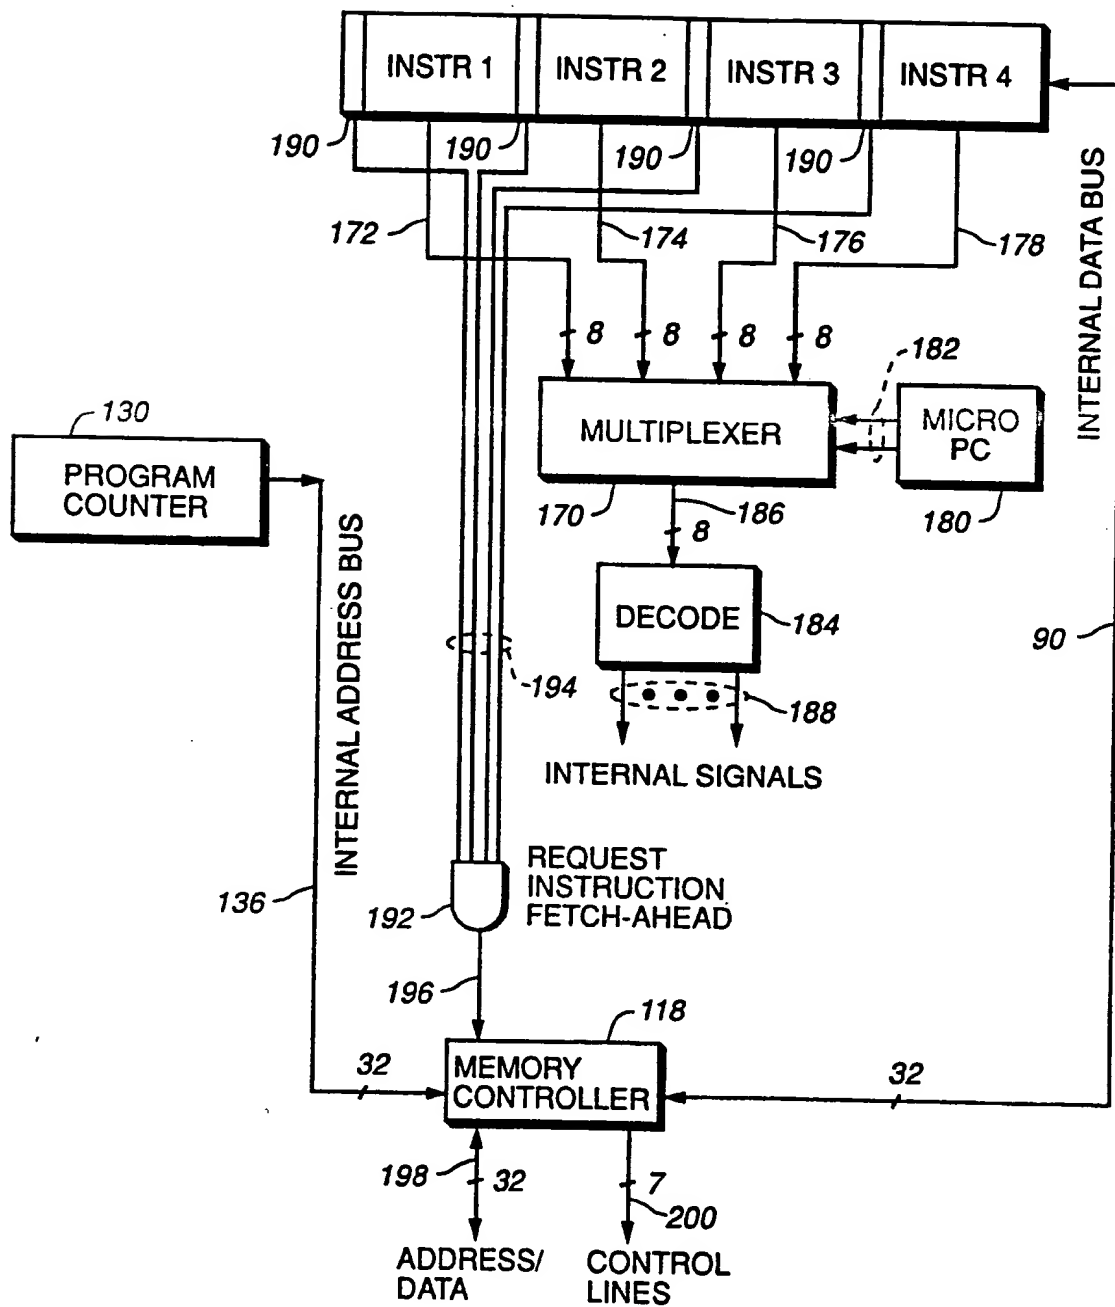 INSTR 1
INSTR 2
INSTR 3
INSTR 4
190
190
190
190
172
174
176
178
INTERNAL DATA BUS
8
8
8
8
182
130
MULTIPLEXER
MICRO
PC
PROGRAM
COUNTER
170
186
180
8
INTERNAL ADDRESS BUS
DECODE
184
90
194
188
INTERNAL SIGNALS
136
192
REQUEST
INSTRUCTION
FETCH-AHEAD
196
118
32
MEMORY
CONTROLLER
32
198
32
7
200
ADDRESS/
DATA
CONTROL
LINES